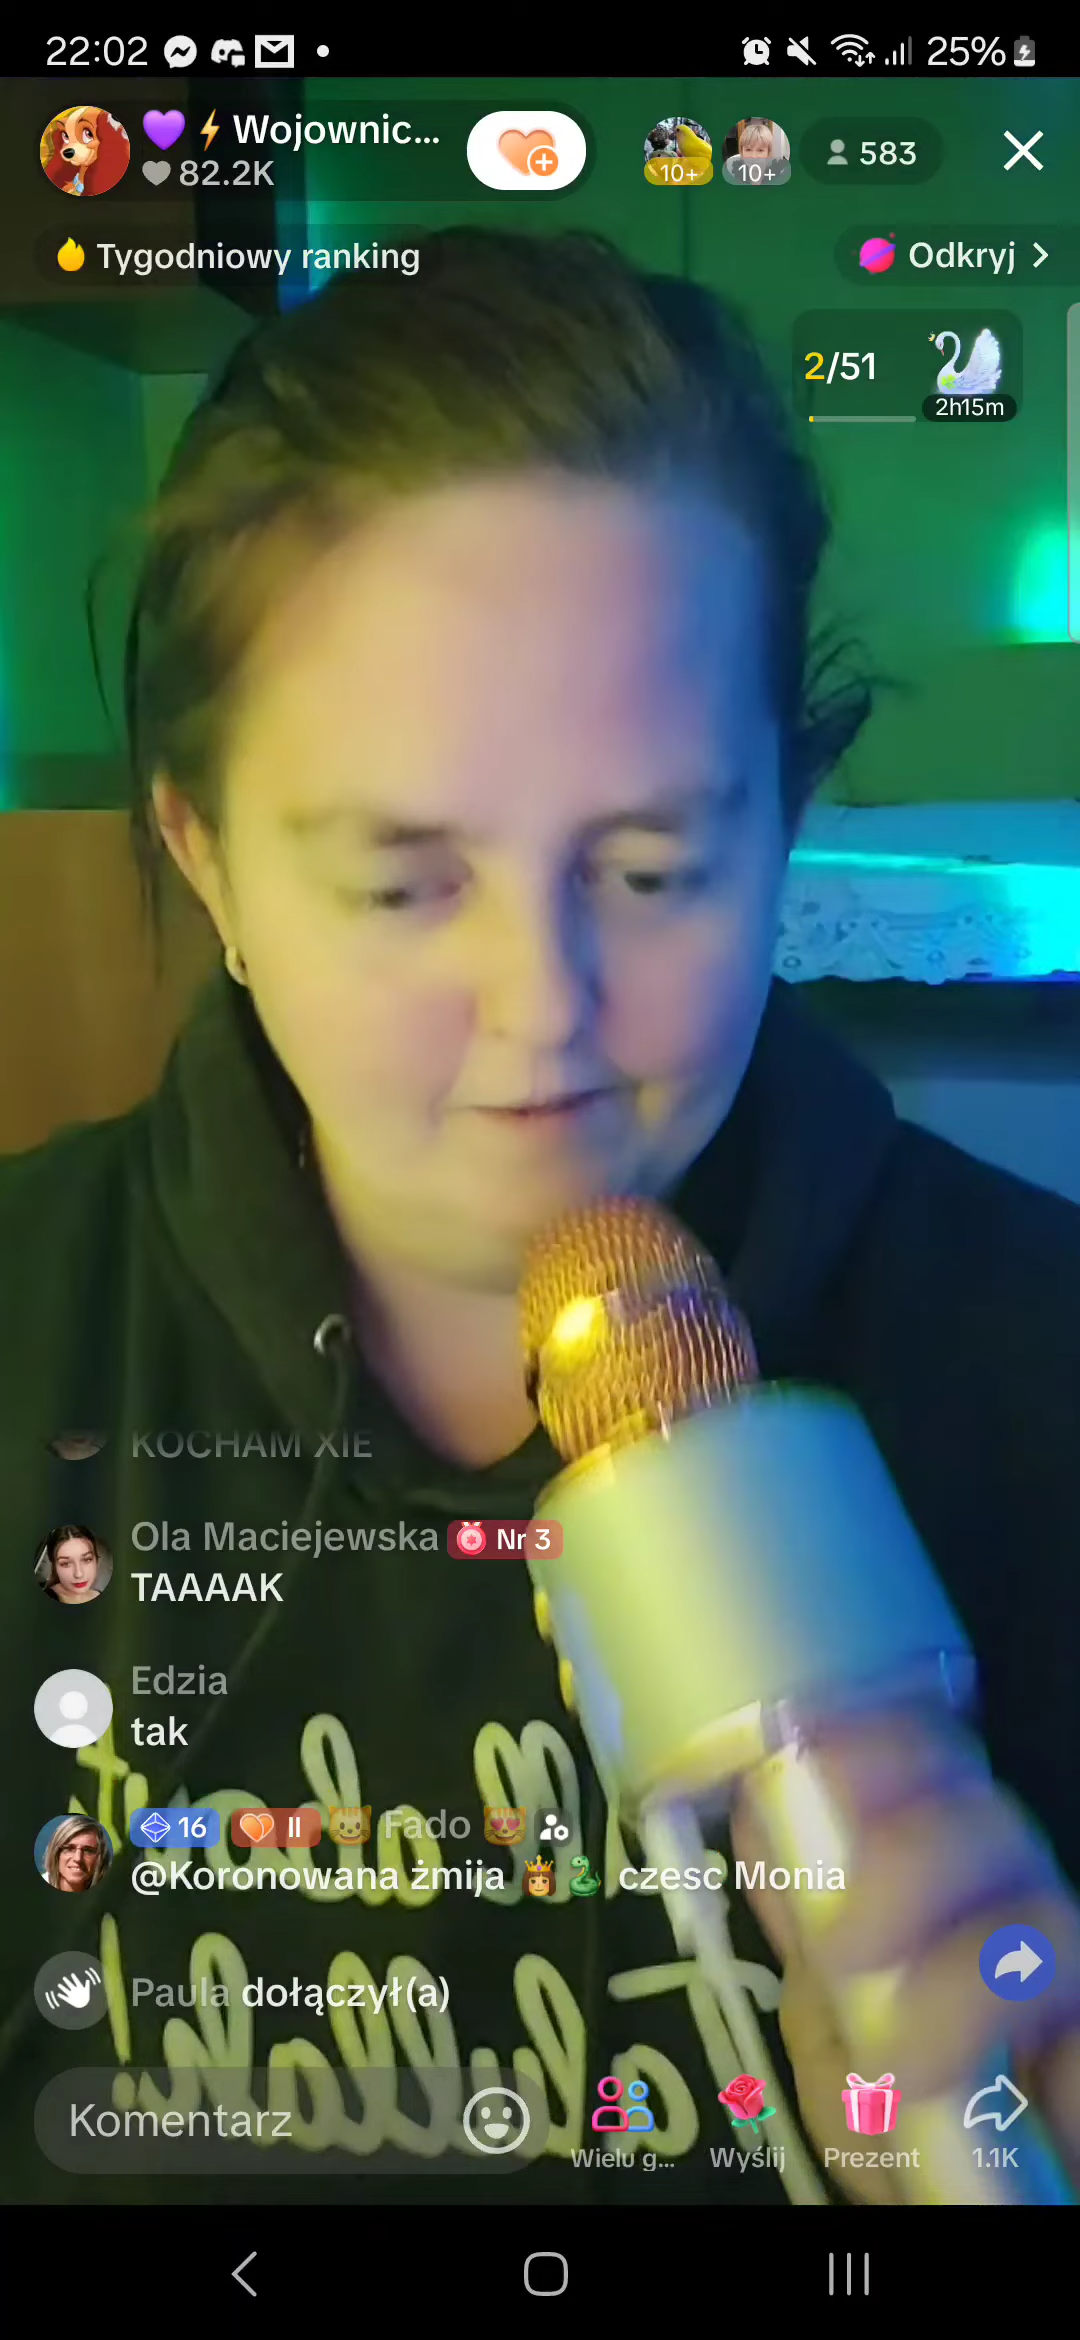 22:02
25%
💜⚡Wojownic...
82.2K
10+
10+
583
Tygodniowy ranking
Odkryj >
2/51
2h15m
KOCHAM XIE
Ola Maciejewska Nr 3
TAAAAK
Edzia
tak
16 II 🐱 Fado 😻
@Koronowana żmija 👸🐍 czesc Monia
Paula dołączył(a)
Komentarz
Wielu g...
Wyślij
Prezent
1.1K